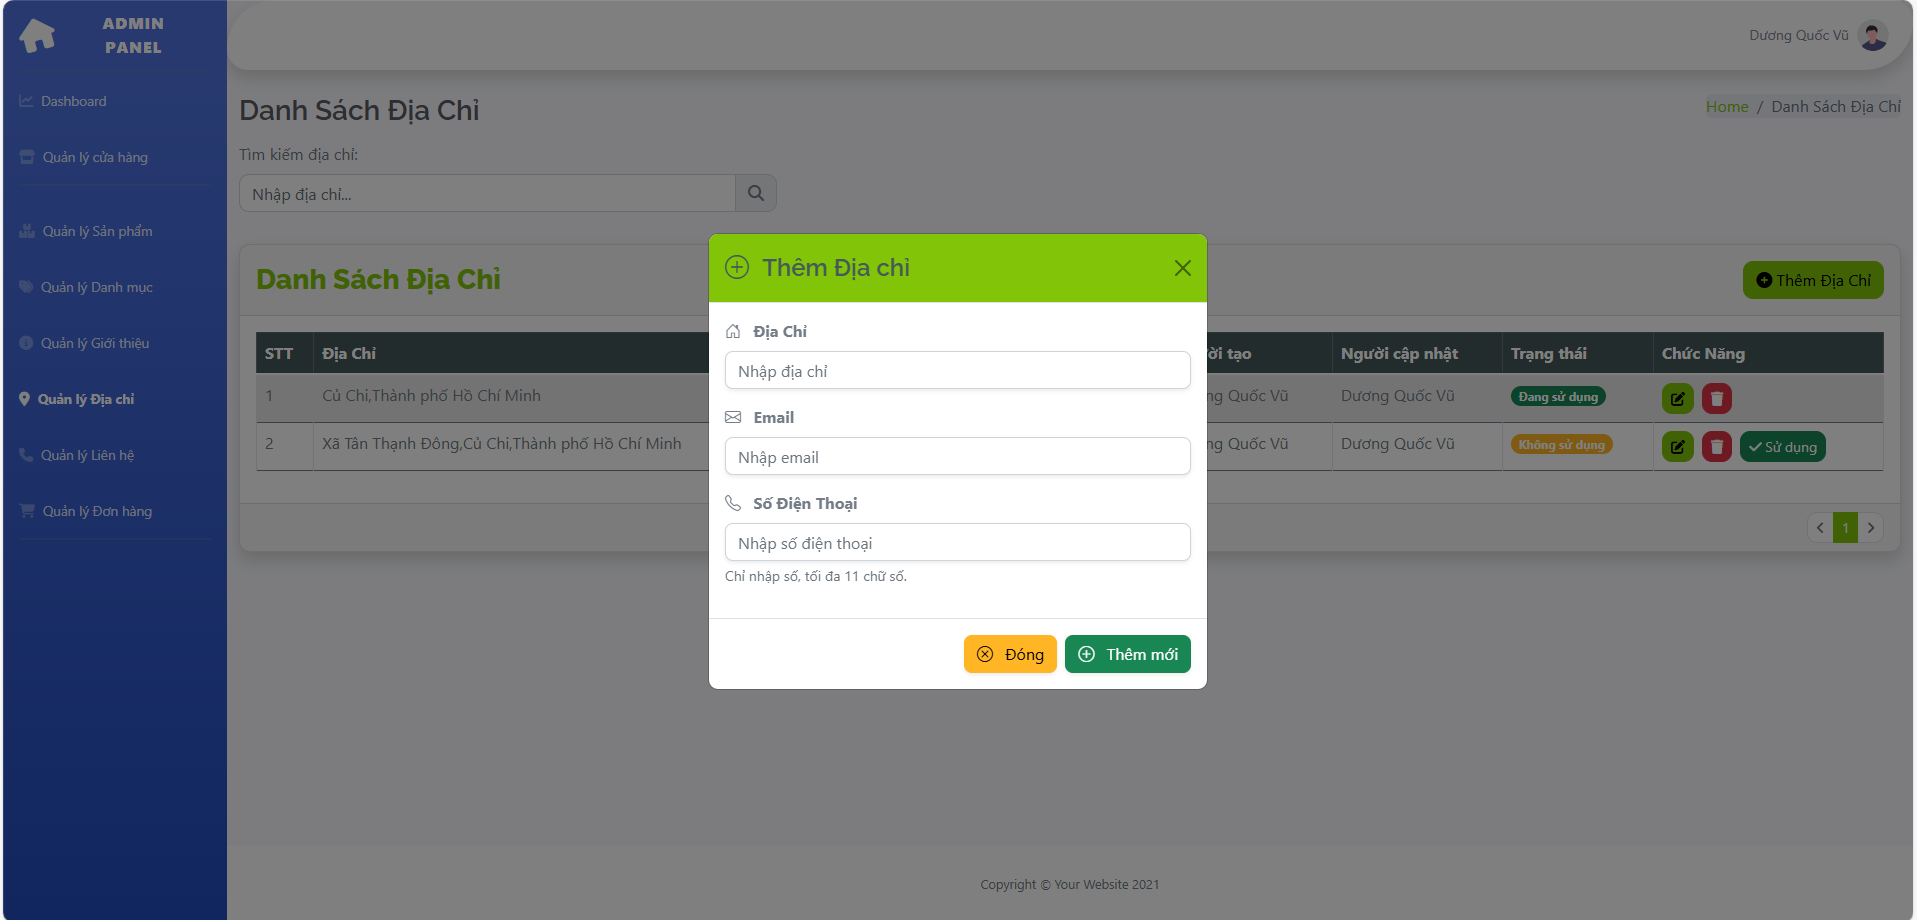 ADMIN
PANEL
Dashboard
Quản lý cửa hàng
Quản lý Sản phẩm
Quản lý Danh mục
Quản lý Giới thiệu
Quản lý Địa chỉ
Quản lý Liên hệ
Quản lý Đơn hàng
Dương Quốc Vũ
Danh Sách Địa Chỉ
Home / Danh Sách Địa Chỉ
Tìm kiếm địa chỉ:
Nhập địa chỉ...
Danh Sách Địa Chỉ
Thêm Địa Chỉ
STT Địa Chỉ tạo Người cập nhật Trạng thái Chức Năng
1 Củ Chi,Thành phố Hồ Chí Minh Quốc Vũ Dương Quốc Vũ Đang sử dụng
2 Xã Tân Thạnh Đông,Củ Chi,Thành phố Hồ Chí Minh Quốc Vũ Dương Quốc Vũ Không sử dụng Sử dụng
1
Thêm Địa chỉ
Địa Chỉ
Nhập địa chỉ
Email
Nhập email
Số Điện Thoại
Nhập số điện thoại
Chỉ nhập số, tối đa 11 chữ số.
Đóng Thêm mới
Copyright © Your Website 2021